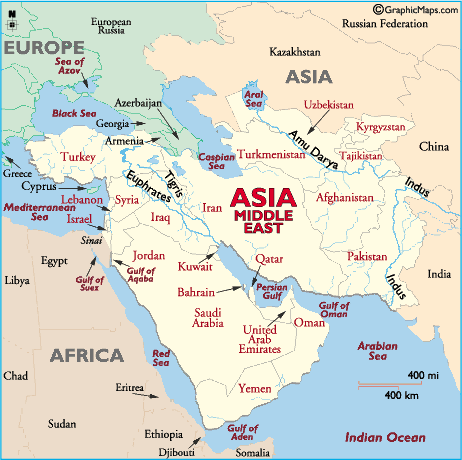 ©GraphicMaps.com
N
European
Russia
Russian Federation
EUROPE
Sea of
Azov
Kazakhstan
ASIA
Aral
Sea
Uzbekistan
Black Sea
Azerbaijan
Georgia
Armenia
Kyrgyzstan
Amu Darya
China
Turkey
Caspian
Sea
Turkmenistan
Tajikistan
Greece
Cyprus
Tigris
Euphrates
Indus
Lebanon
Syria
Mediterranean
Sea
Israel
Iraq
Iran
ASIA
MIDDLE
EAST
Afghanistan
Sinai
Egypt
Jordan
Kuwait
Qatar
Pakistan
Libya
Gulf of
Suez
Gulf of
Aqaba
Bahrain
Persian
Gulf
Indus
India
Saudi
Arabia
Gulf of
Oman
United
Arab
Emirates
Oman
AFRICA
Red
Sea
Arabian
Sea
Chad
400 mi
400 km
Eritrea
Yemen
Sudan
Ethiopia
Gulf of
Aden
Indian Ocean
Djibouti
Somalia